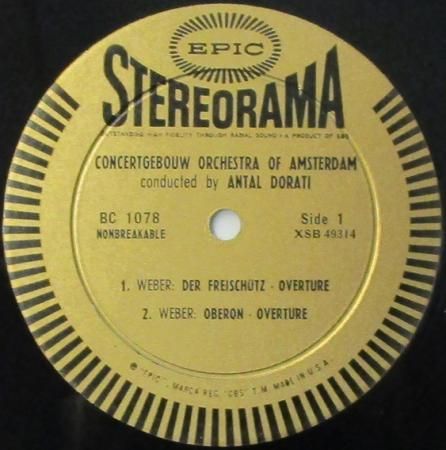 EPIC
STEREORAMA
OUTSTANDING HIGH FIDELITY THROUGH RADIAL SOUND • A PRODUCT OF CBS
CONCERTGEBOUW ORCHESTRA OF AMSTERDAM
conducted by ANTAL DORATI
BC 1078 Side 1
NONBREAKABLE XSB 49314
1. WEBER: DER FREISCHÜTZ - OVERTURE
2. WEBER: OBERON - OVERTURE
® "EPIC" - MARCA REG. "CBS" T.M. MADE IN U.S.A.